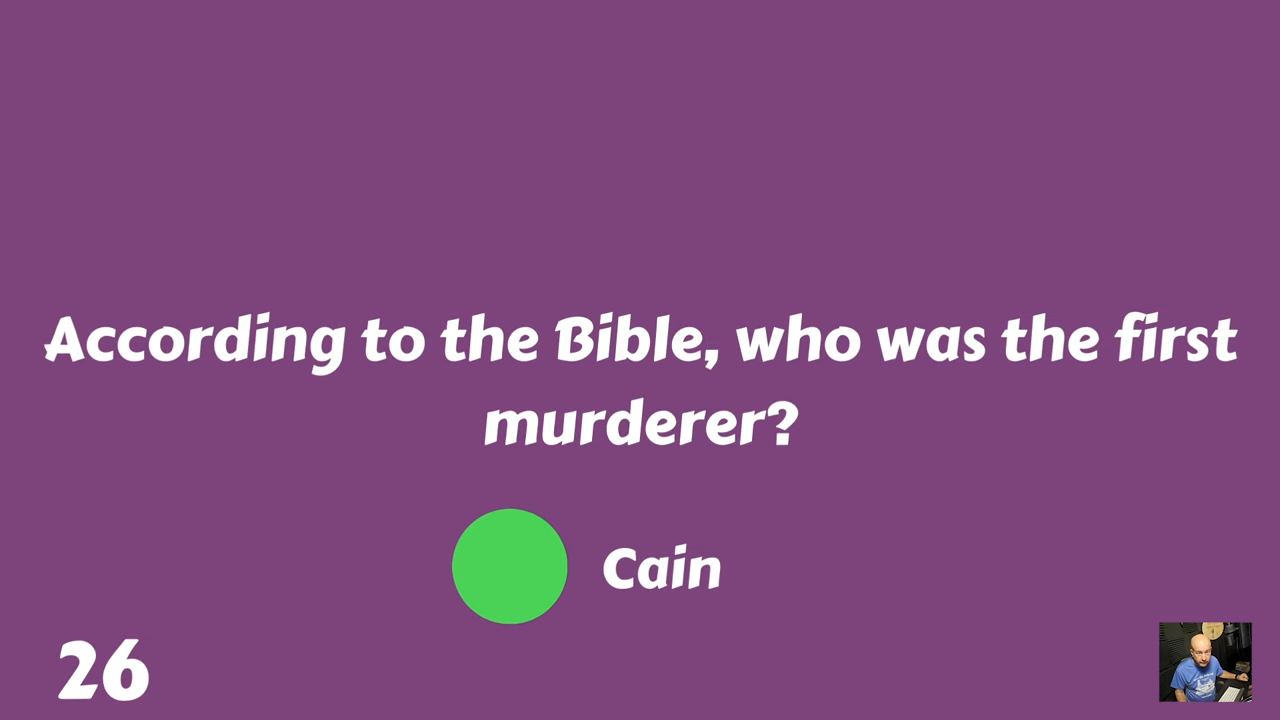 According to the Bible, who was the first
murderer?
Cain
26